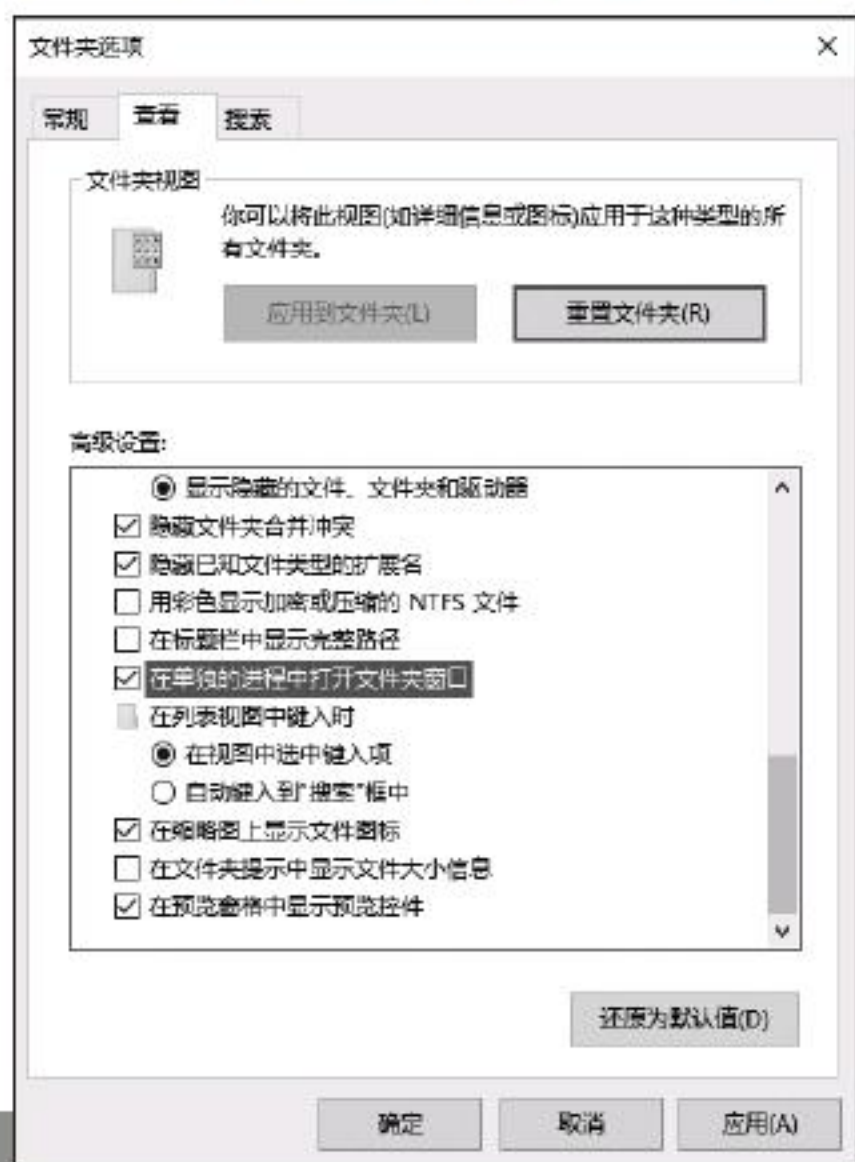 文件夹选项
常规 查看 搜索
文件夹视图
你可以将此视图(如详细信息或图标)应用于这种类型的所
有文件夹。
应用到文件夹(L) 重置文件夹(R)
高级设置:
显示隐藏的文件、文件夹和驱动器
隐藏文件夹合并冲突
隐藏已知文件类型的扩展名
用彩色显示加密或压缩的 NTFS 文件
在标题栏中显示完整路径
在单独的进程中打开文件夹窗口
在列表视图中键入时
在视图中选中键入项
自动键入到"搜索"框中
在缩略图上显示文件图标
在文件夹提示中显示文件大小信息
在预览窗格中显示预览控件
还原为默认值(D)
确定 取消 应用(A)